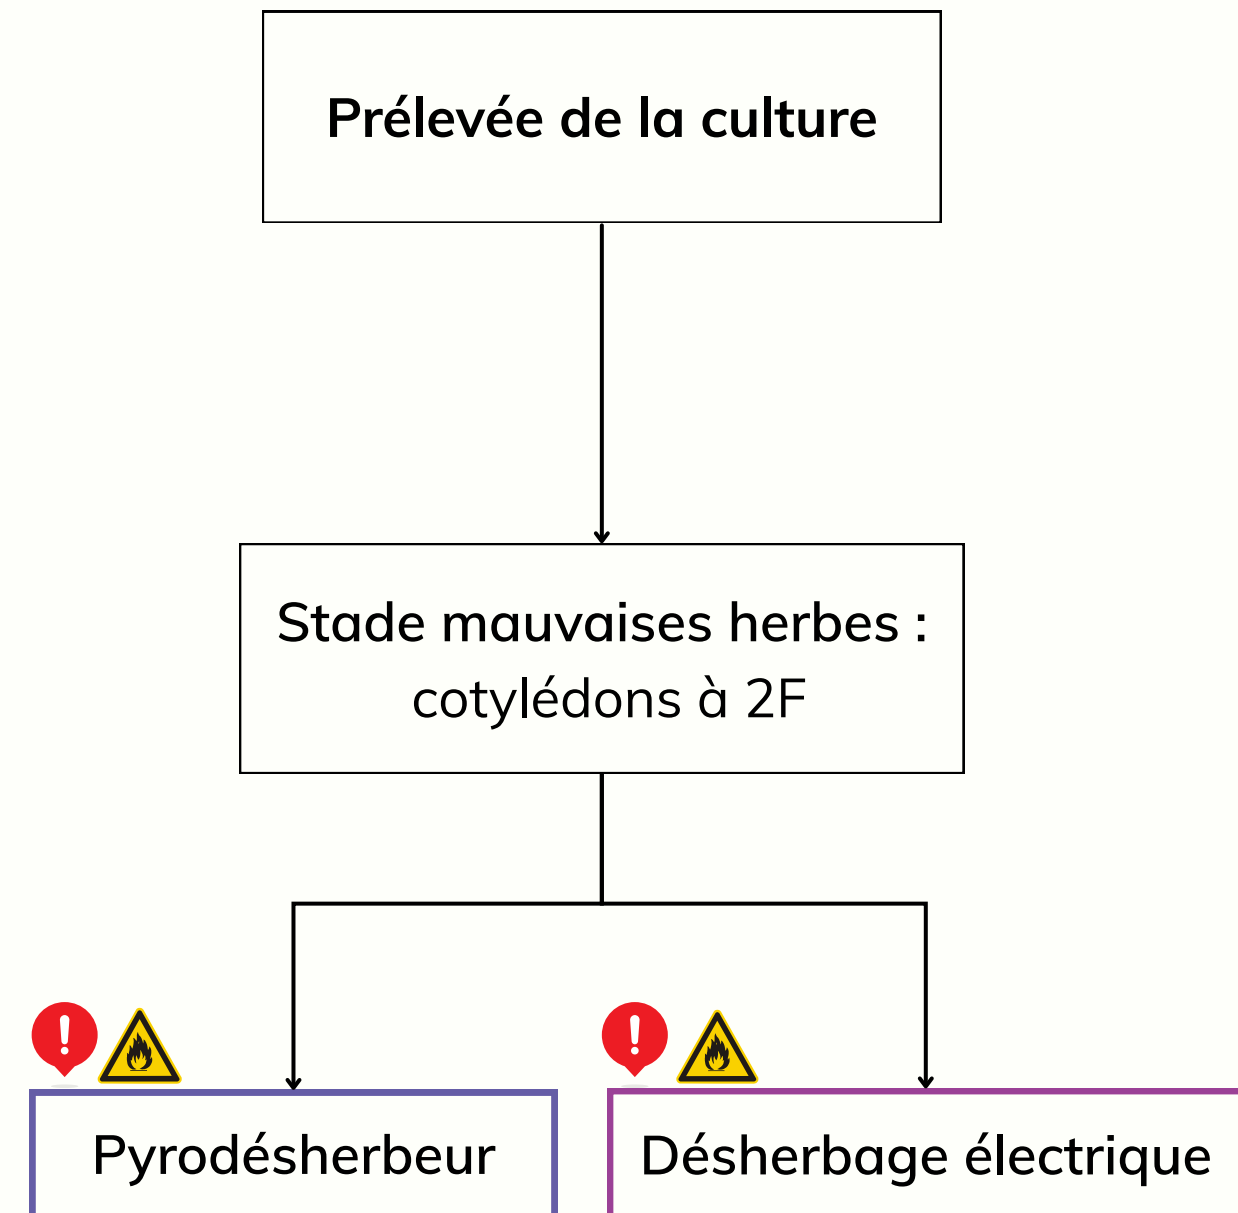 Prélevée de la culture
Stade mauvaises herbes :
cotylédons à 2F
Pyrodésherbeur
Désherbage électrique